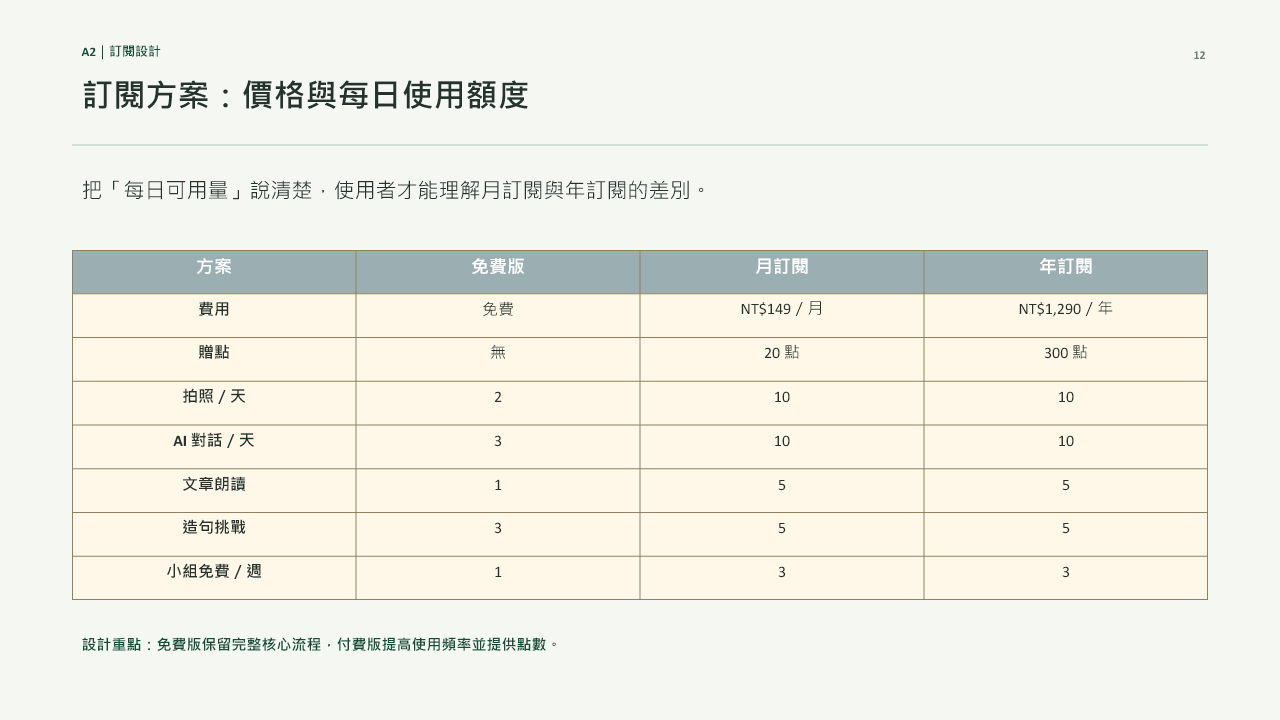 A2｜訂閱設計
12
訂閱方案：價格與每日使用額度
把「每日可用量」說清楚，使用者才能理解月訂閱與年訂閱的差別。
方案 免費版 月訂閱 年訂閱
費用 免費 NT$149 / 月 NT$1,290 / 年
贈點 無 20 點 300 點
拍照 / 天 2 10 10
AI 對話 / 天 3 10 10
文章朗讀 1 5 5
造句挑戰 3 5 5
小組免費 / 週 1 3 3
設計重點：免費版保留完整核心流程，付費版提高使用頻率並提供點數。